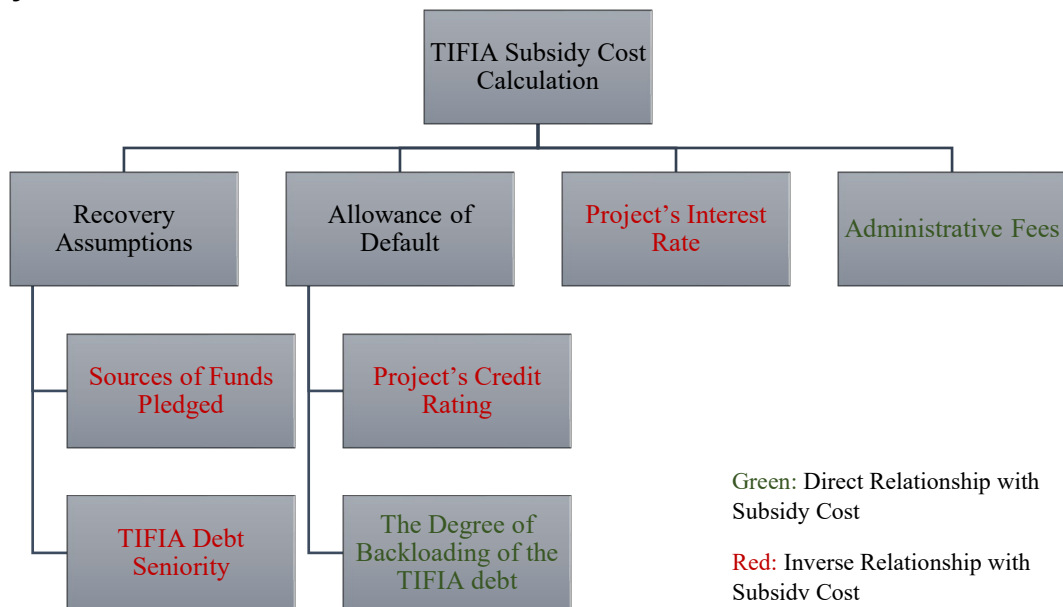 TIFIA Subsidy Cost
Calculation
Recovery
Assumptions
Allowance of
Default
Project's Interest
Rate
Administrative Fees
Sources of Funds
Pledged
Project's Credit
Rating
TIFIA Debt
Seniority
The Degree of
Backloading of the
TIFIA debt
Green: Direct Relationship with
Subsidy Cost
Red: Inverse Relationship with
Subsidy Cost